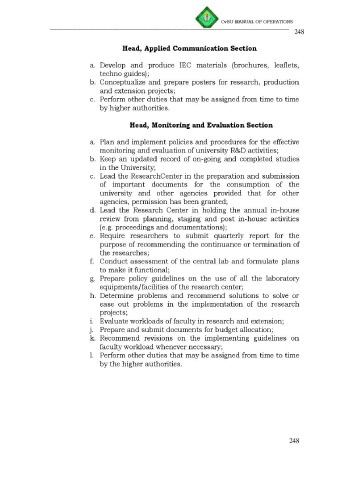 CvSU MANUAL OF OPERATIONS
248
Head, Applied Communication Section
a. Develop and produce IEC materials (brochures, leaflets,
techno guides);
b. Conceptualize and prepare posters for research, production
and extension projects;
c. Perform other duties that may be assigned from time to time
by higher authorities.
Head, Monitoring and Evaluation Section
a. Plan and implement policies and procedures for the effective
monitoring and evaluation of university R&D activities;
b. Keep an updated record of on-going and completed studies
in the University;
c. Lead the ResearchCenter in the preparation and submission
of important documents for the consumption of the
university and other agencies provided that for other
agencies, permission has been granted;
d. Lead the Research Center in holding the annual in-house
review from planning, staging and post in-house activities
(e.g. proceedings and documentations);
e. Require researchers to submit quarterly report for the
purpose of recommending the continuance or termination of
the researches;
f. Conduct assessment of the central lab and formulate plans
to make it functional;
g. Prepare policy guidelines on the use of all the laboratory
equipments/facilities of the research center;
h. Determine problems and recommend solutions to solve or
ease out problems in the implementation of the research
projects;
i. Evaluate workloads of faculty in research and extension;
j. Prepare and submit documents for budget allocation;
k. Recommend revisions on the implementing guidelines on
faculty workload whenever necessary;
l. Perform other duties that may be assigned from time to time
by the higher authorities.
248